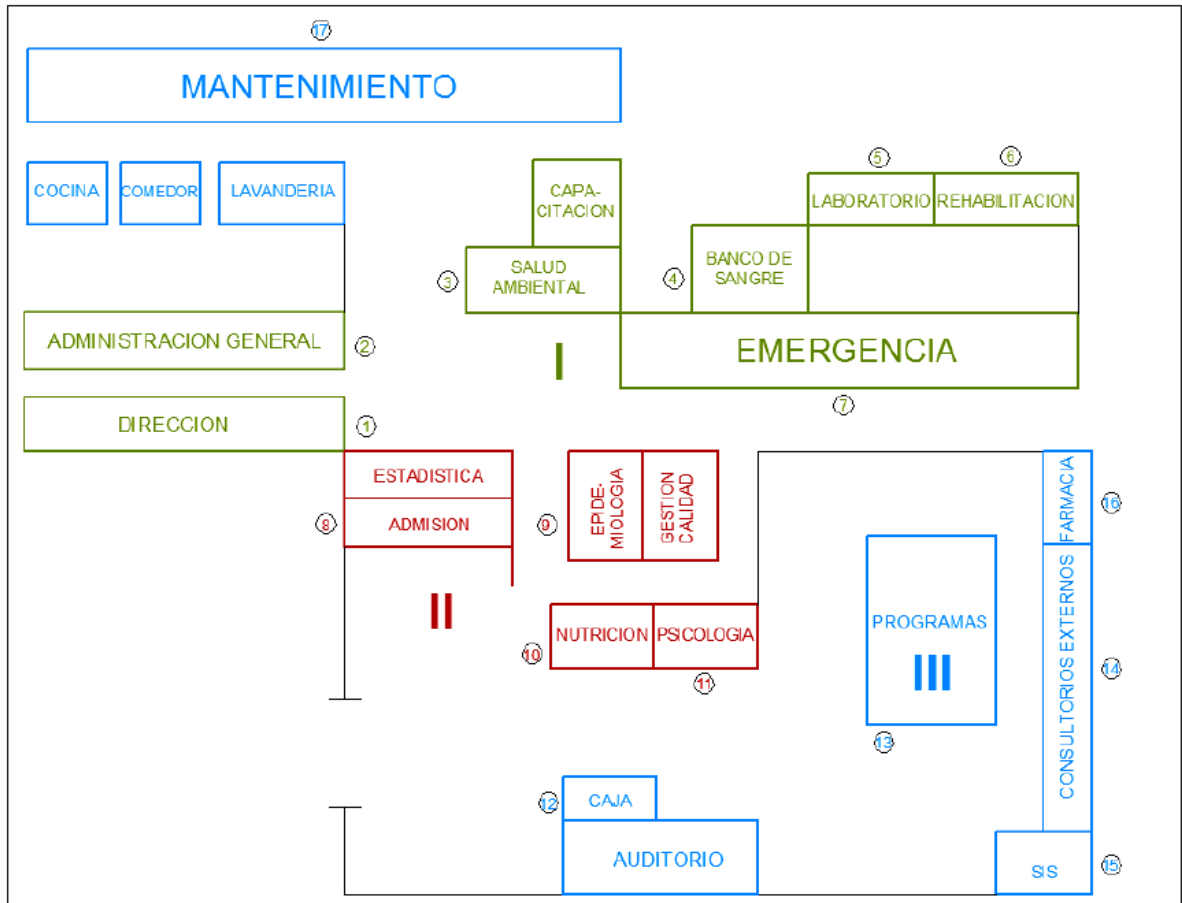 17
MANTENIMIENTO
COCINA
COMEDOR
LAVANDERIA
CAPA-
CITACION
5
6
LABORATORIO
REHABILITACION
3
SALUD
AMBIENTAL
4
BANCO DE
SANGRE
ADMINISTRACION GENERAL
2
I
EMERGENCIA
7
DIRECCION
1
ESTADISTICA
8
ADMISION
9
EPIDE-
MIOLOGIA
GESTION
CALIDAD
FARMACIA
16
II
10
NUTRICION
PSICOLOGIA
11
PROGRAMAS
III
13
CONSULTORIOS EXTERNOS
14
12
CAJA
AUDITORIO
SIS
15